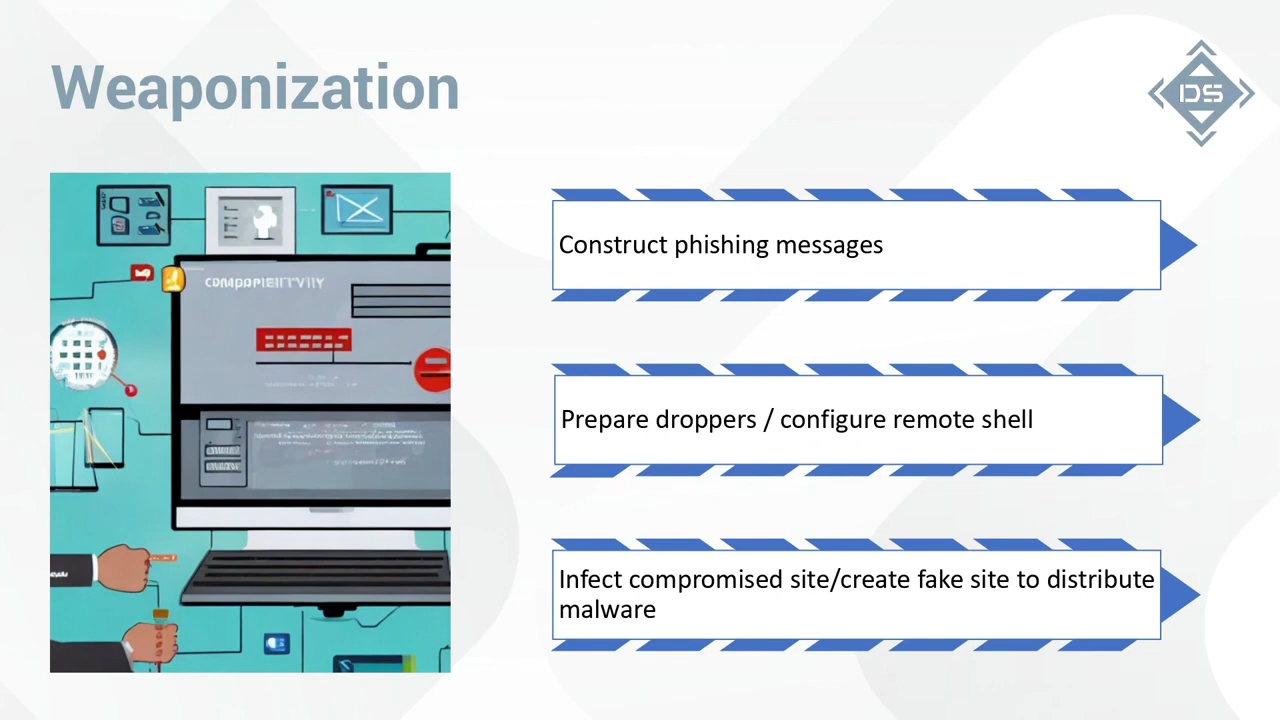 Weaponization
DS
Construct phishing messages
Prepare droppers / configure remote shell
Infect compromised site/create fake site to distribute
malware